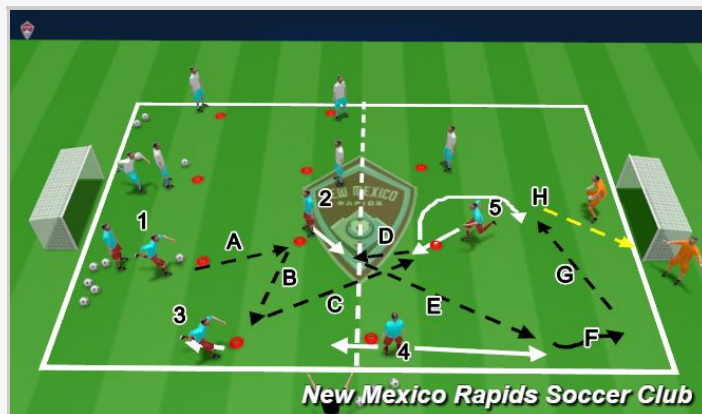 H
2
5
1
A
D
B
G
C
E
3
F
4
NEW MEXICO
RAPIDS
New Mexico Rapids Soccer Club